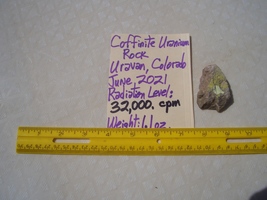 Coffinite Uranium
Rock
Uravan, Colorado
June, 2021
Radiation Level:
32,000. cpm
Weight: 1.1 oz